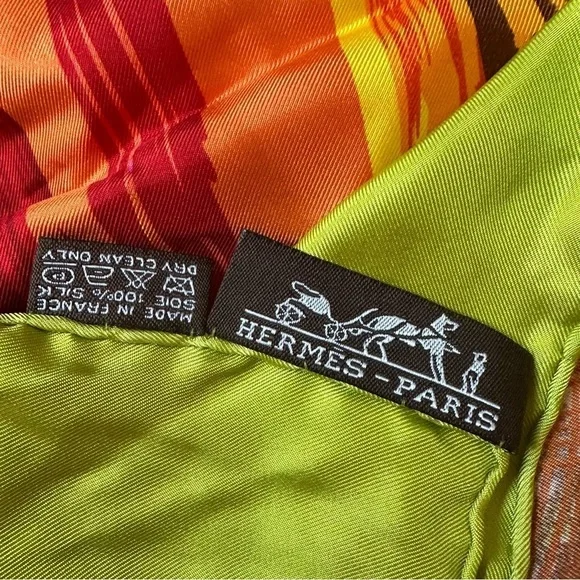 MADE IN FRANCE
SOIE 100% SILK
P
DRY CLEAN ONLY
HERMES - PARIS